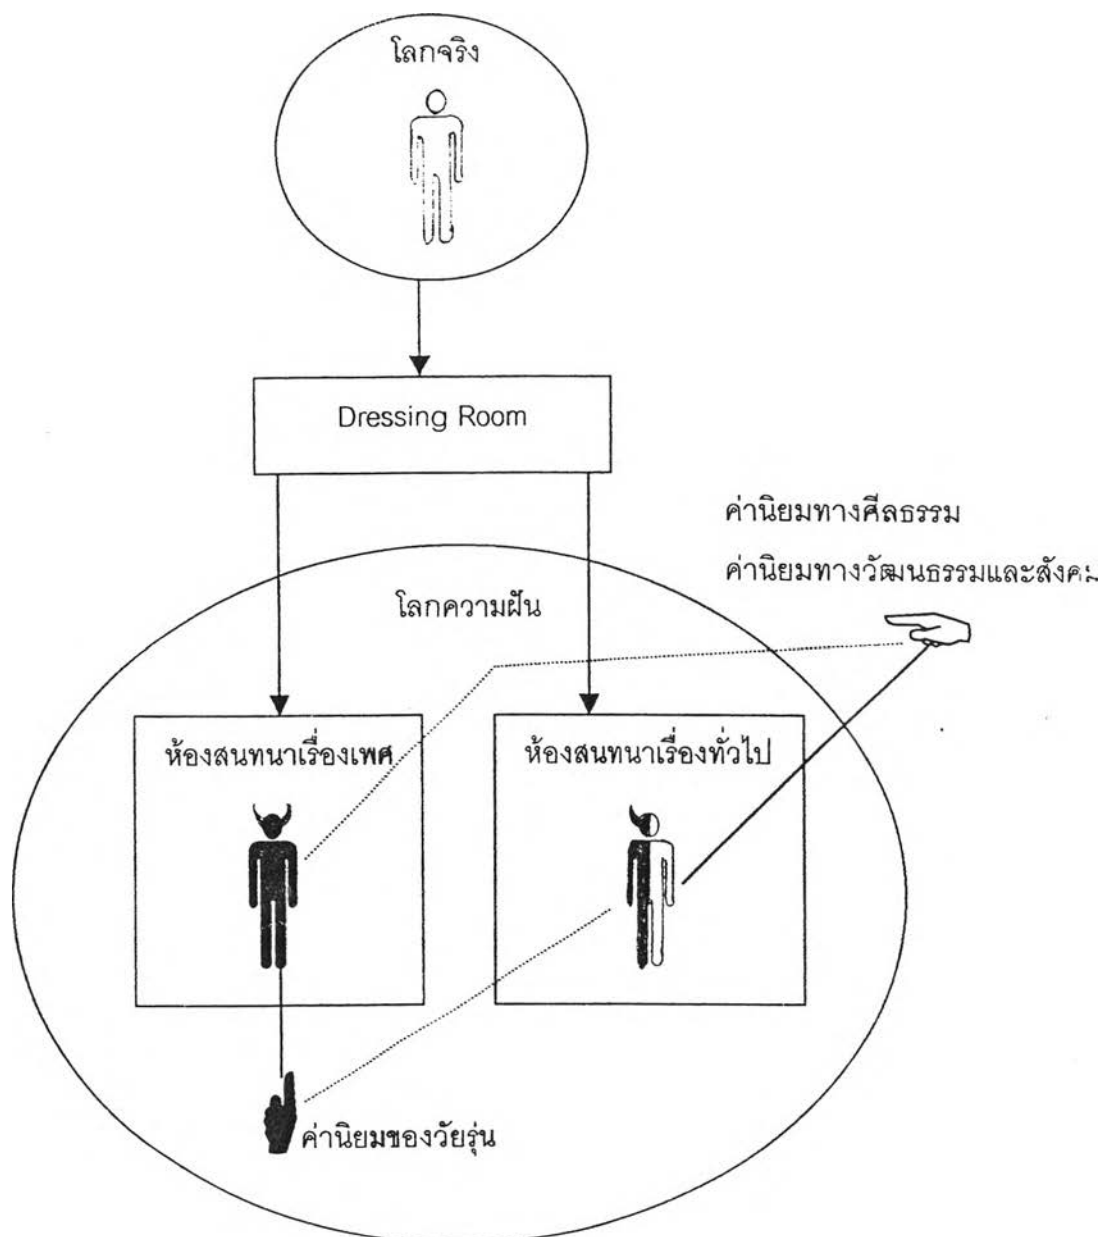 โลกจริง
Dressing Room
ค่านิยมทางศีลธรรม
ค่านิยมทางวัฒนธรรมและสังคม
โลกความฝัน
ห้องสนทนาเรื่องเพศ
ห้องสนทนาเรื่องทั่วไป
ค่านิยมของวัยรุ่น